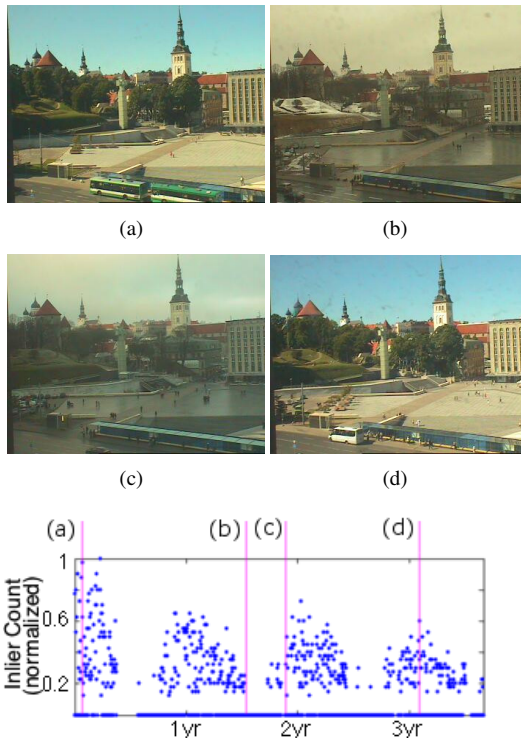 (a)
(b)
(c)
(d)
(a)
(b)
(c)
(d)
1
0.6
0.2
Inlier Count
(normalized)
1yr
2yr
3yr